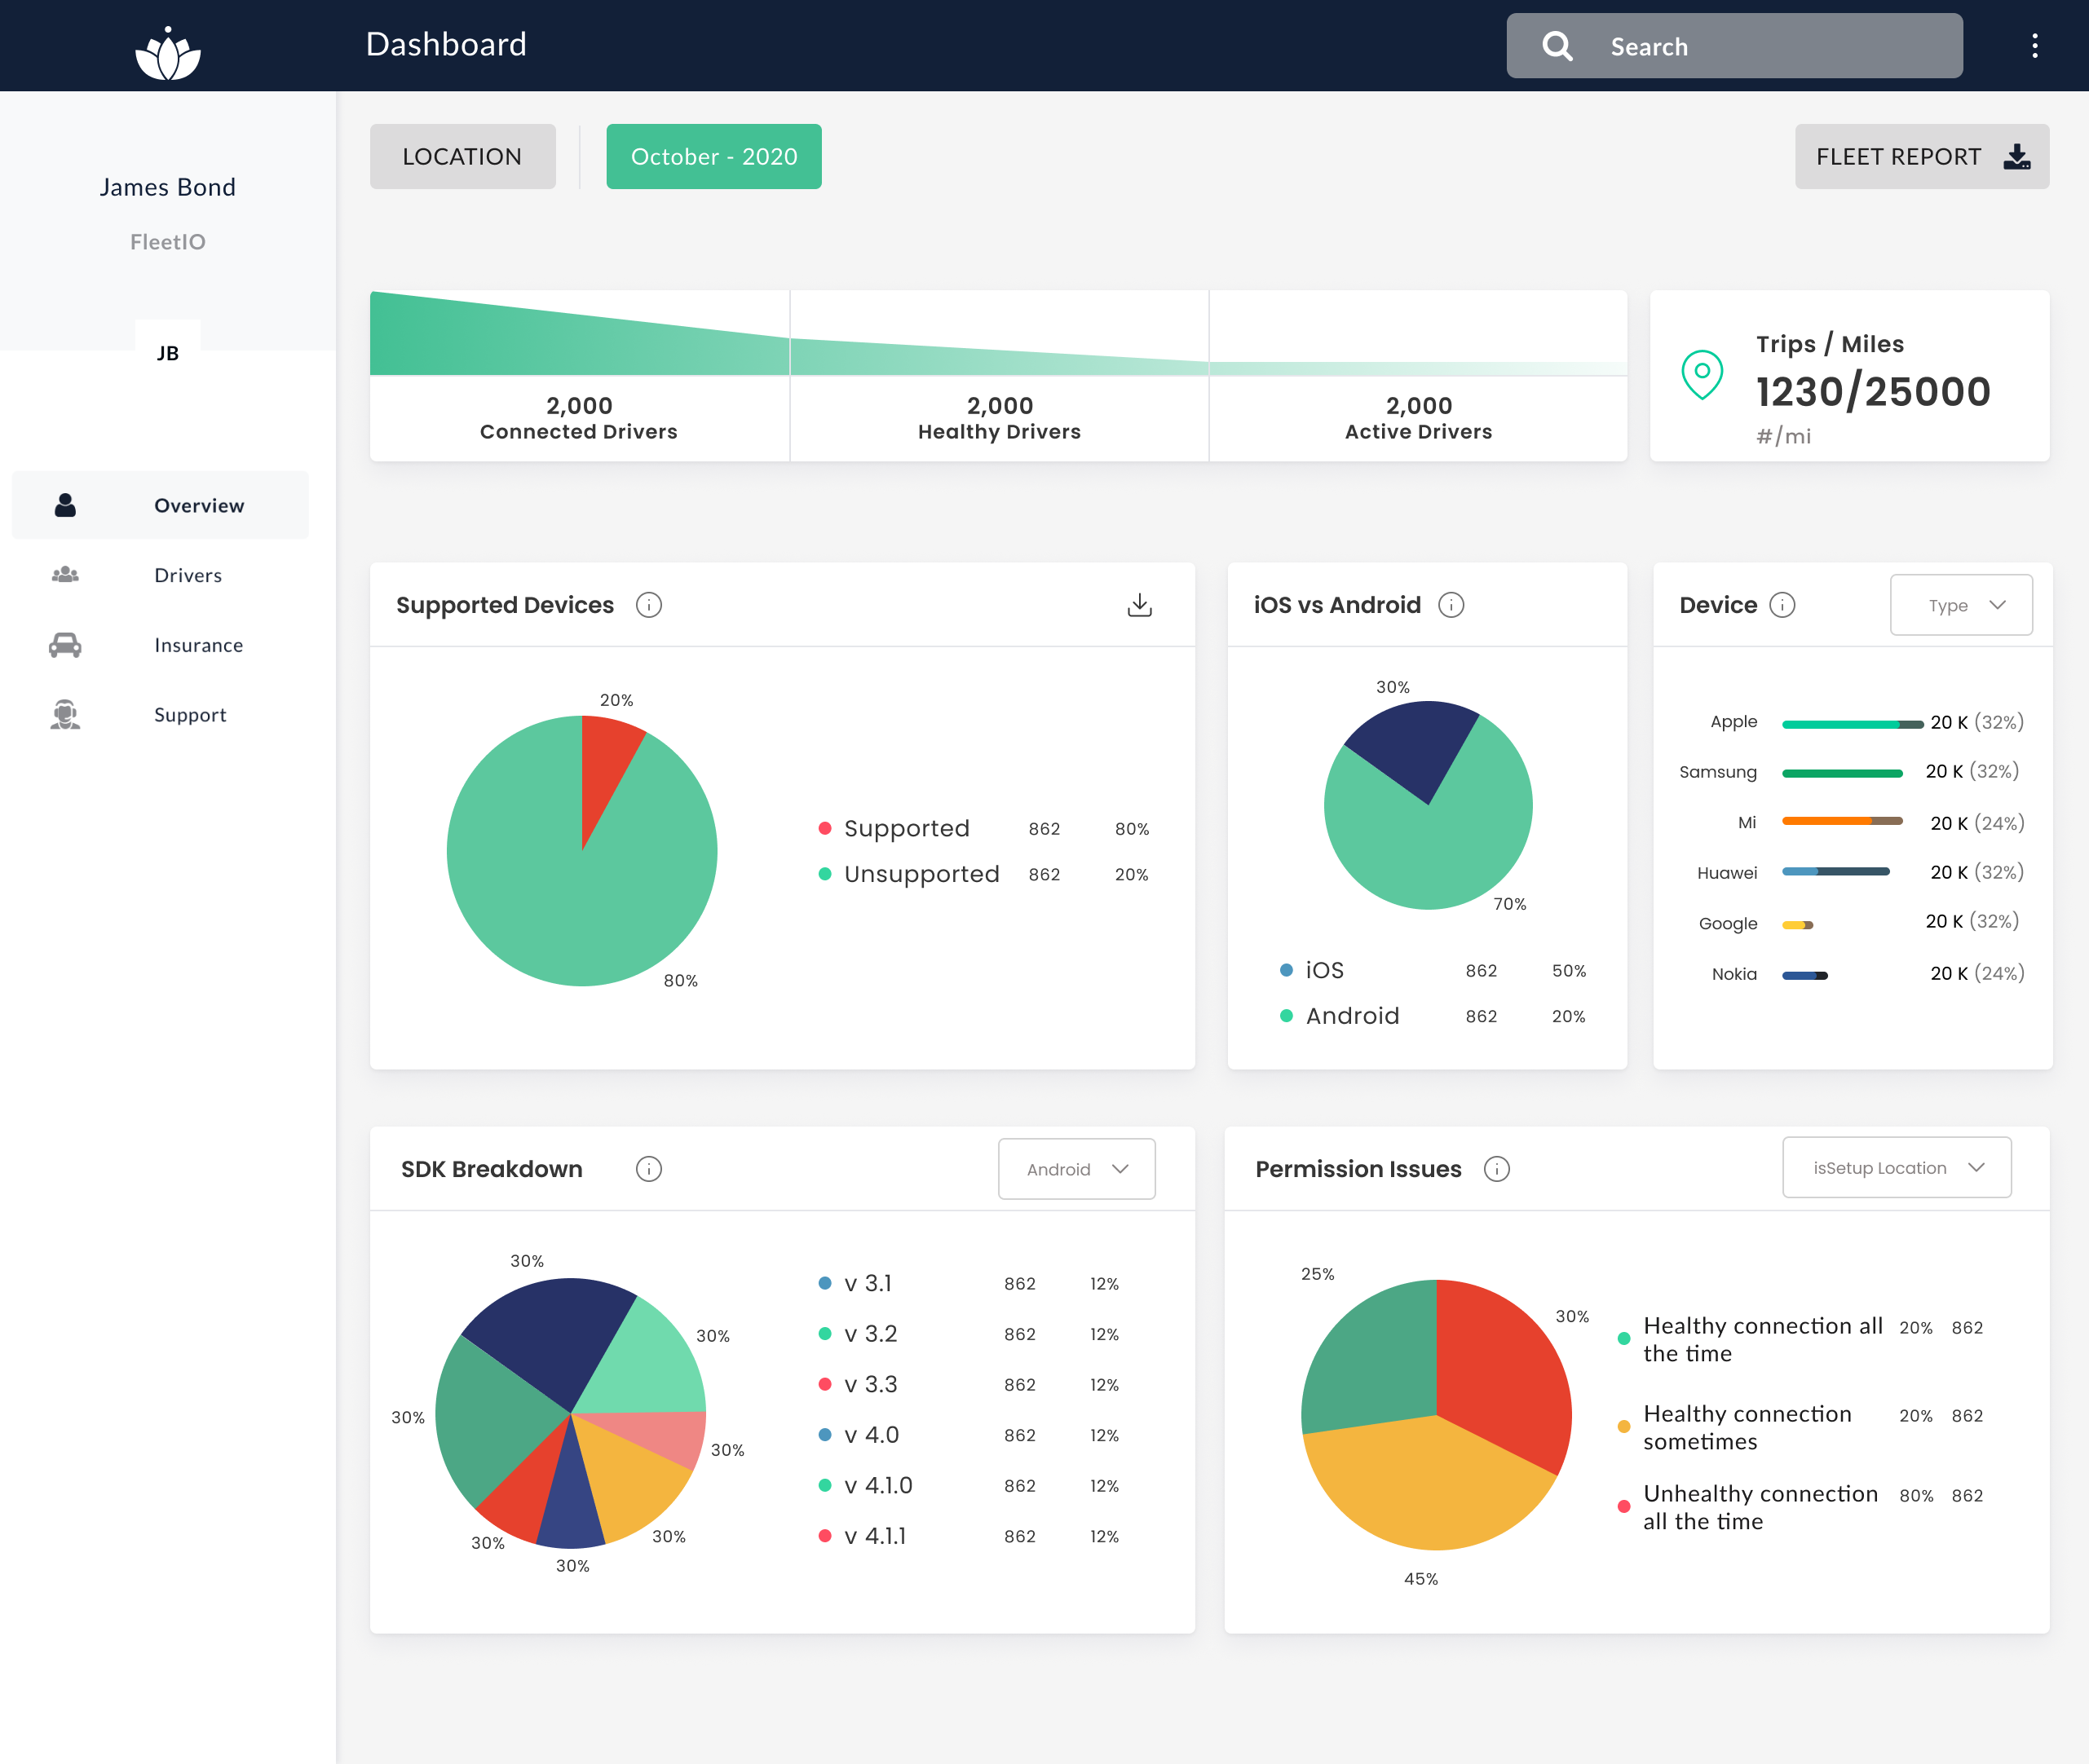 Dashboard
Search
James Bond
FleetIO
JB
Overview
Drivers
Insurance
Support
LOCATION
October - 2020
FLEET REPORT
2,000
Connected Drivers
2,000
Healthy Drivers
2,000
Active Drivers
Trips / Miles
1230/25000
#/mi
Supported Devices
20%
80%
Supported 862 80%
Unsupported 862 20%
iOS vs Android
30%
70%
iOS 862 50%
Android 862 20%
Device
Type
Apple 20 K (32%)
Samsung 20 K (32%)
Mi 20 K (24%)
Huawei 20 K (32%)
Google 20 K (32%)
Nokia 20 K (24%)
SDK Breakdown
Android
30%
30%
30%
30%
30%
30%
30%
v 3.1 862 12%
v 3.2 862 12%
v 3.3 862 12%
v 4.0 862 12%
v 4.1.0 862 12%
v 4.1.1 862 12%
Permission Issues
isSetup Location
25%
30%
45%
Healthy connection all 20% 862
the time
Healthy connection 20% 862
sometimes
Unhealthy connection 80% 862
all the time